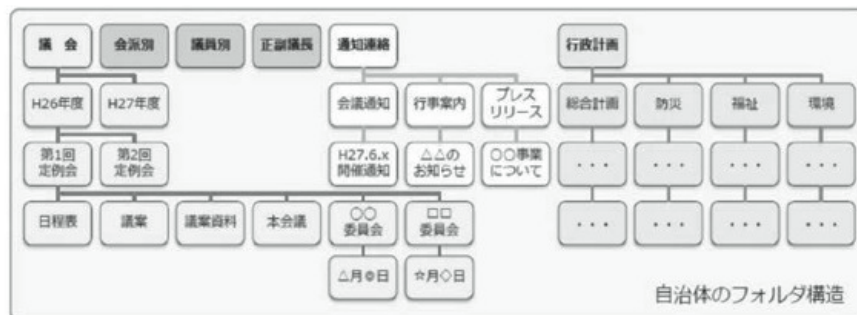 議 会
会派別
議員別
正副議長
通知連絡
行政計画
H26年度
H27年度
会議通知
行事案内
プレス
リリース
総合計画
防災
福祉
環境
第1回
定例会
第2回
定例会
H27.6.x
開催通知
△△の
お知らせ
○○事業
について
・・・
・・・
・・・
・・・
日程表
議案
議案資料
本会議
○○
委員会
□□
委員会
・・・
・・・
・・・
・・・
△月◎日
☆月◇日
自治体のフォルダ構造